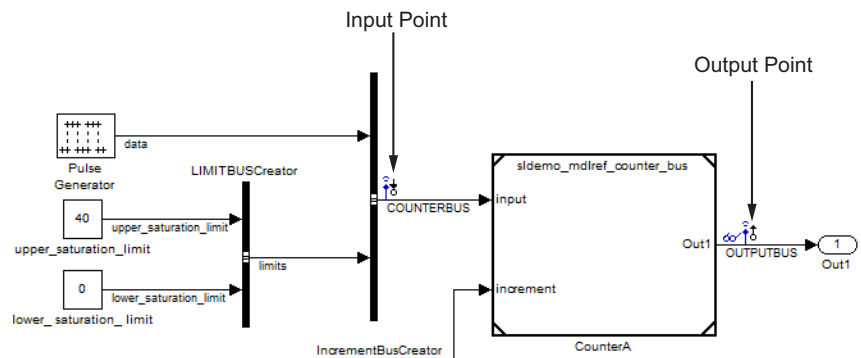 Input Point
Output Point
data
Pulse
Generator
LIMITBUSCreator
sldemo_mdlref_counter_bus
40
upper_saturation_limit
upper_saturation_limit
COUNTERBUS
input
Out1
OUTPUTBUS
1
Out1
limits
0
lower_saturation_limit
lower_ saturation_ limit
increment
IncrementBusCreator
CounterA